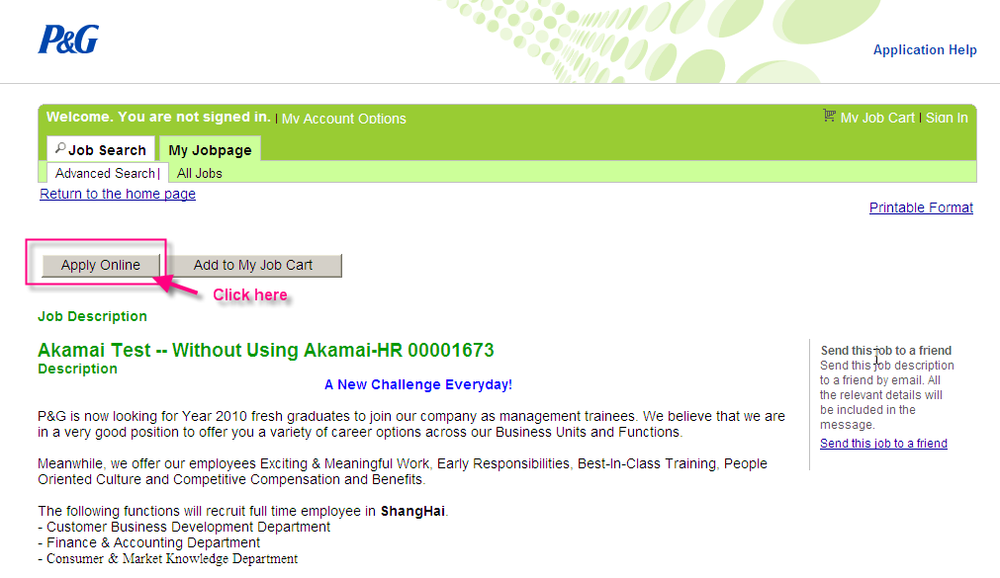 P&G
Application Help
Welcome. You are not signed in. | My Account Options
My Job Cart | Sign In
Job Search
My Jobpage
Advanced Search |
All Jobs
Return to the home page
Printable Format
Apply Online
Add to My Job Cart
Click here
Job Description
Akamai Test -- Without Using Akamai-HR 00001673
Description
A New Challenge Everyday!
P&G is now looking for Year 2010 fresh graduates to join our company as management trainees. We believe that we are
in a very good position to offer you a variety of career options across our Business Units and Functions.
Meanwhile, we offer our employees Exciting & Meaningful Work, Early Responsibilities, Best-In-Class Training, People
Oriented Culture and Competitive Compensation and Benefits.
The following functions will recruit full time employee in ShangHai.
- Customer Business Development Department
- Finance & Accounting Department
- Consumer & Market Knowledge Department
Send this job to a friend
Send this job description
to a friend by email. All
the relevant details will
be included in the
message.
Send this job to a friend